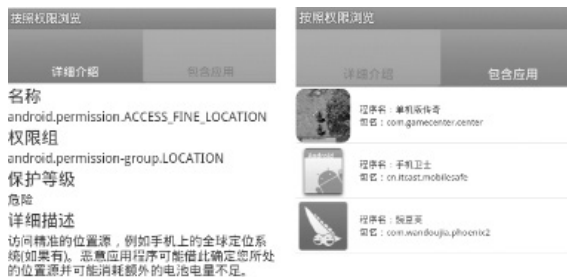 按照权限浏览
详细介绍
包含应用
名称
android.permission.ACCESS_FINE_LOCATION
权限组
android.permission-group.LOCATION
保护等级
危险
详细描述
访问精准的位置源，例如手机上的全球定位系
统(如果有)。恶意应用程序可能借此确定您所处
的位置源并可能消耗额外的电池电量不足。
按照权限浏览
详细介绍
包含应用
程序名：单机版传奇
包名：com.gamecenter.center
Android
程序名：手机卫士
包名：cn.itcast.mobilesafe
程序名：豌豆荚
包名：com.wandoujia.phoenix2